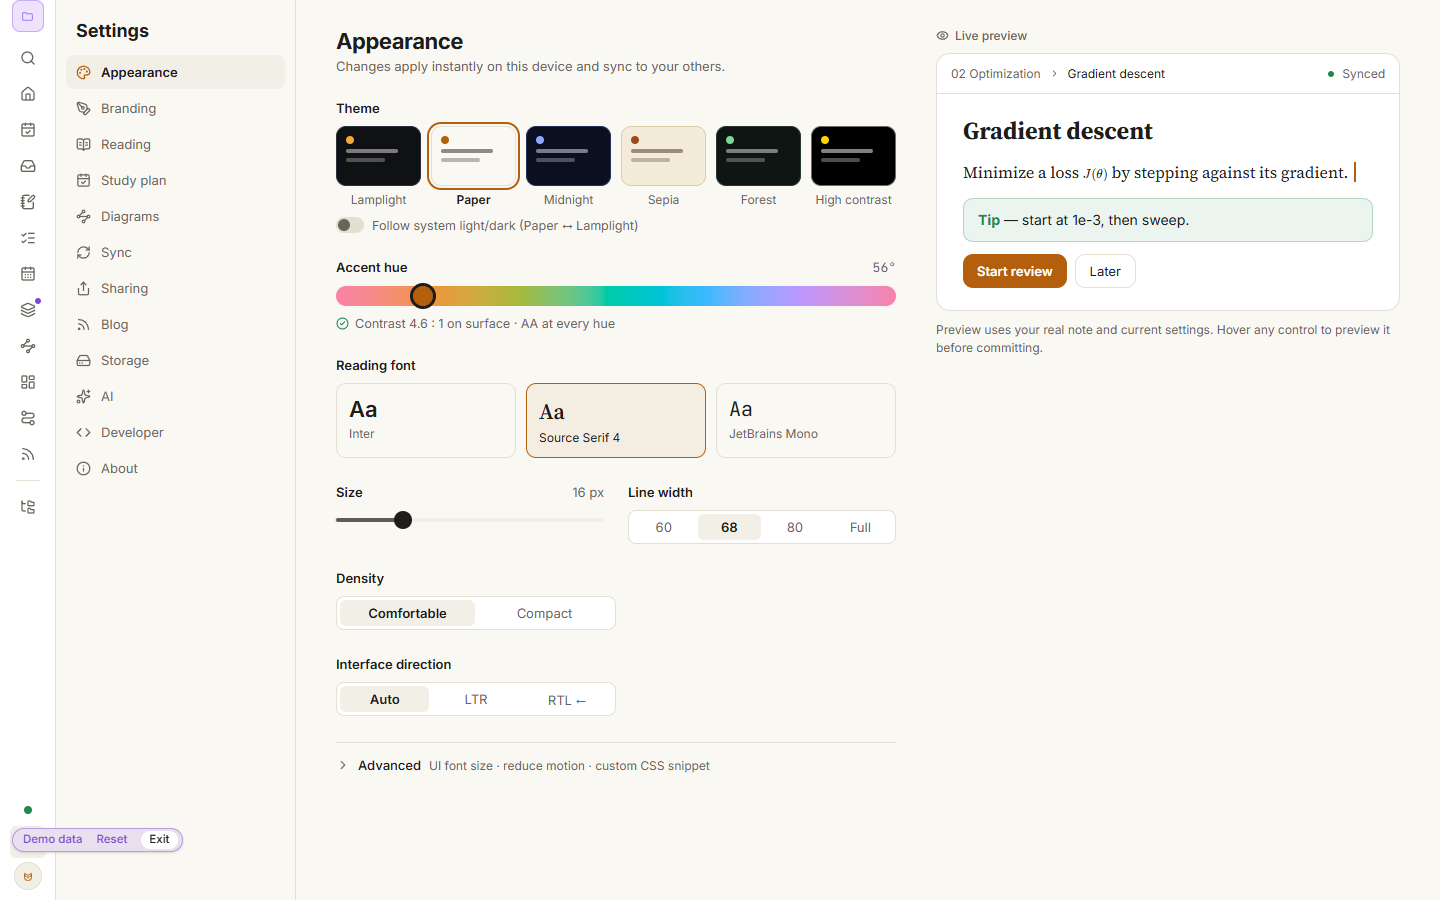 Settings
Appearance
Branding
Reading
Study plan
Diagrams
Sync
Sharing
Blog
Storage
AI
Developer
About
Demo data Reset Exit
Appearance
Changes apply instantly on this device and sync to your others.
Theme
Lamplight Paper Midnight Sepia Forest High contrast
Follow system light/dark (Paper ↔ Lamplight)
Accent hue 56°
Contrast 4.6 : 1 on surface · AA at every hue
Reading font
Aa Aa Aa
Inter Source Serif 4 JetBrains Mono
Size 16 px Line width
60 68 80 Full
Density
Comfortable Compact
Interface direction
Auto LTR RTL ←
Advanced UI font size · reduce motion · custom CSS snippet
Live preview
02 Optimization › Gradient descent Synced
Gradient descent
Minimize a loss J(θ) by stepping against its gradient.
Tip — start at 1e-3, then sweep.
Start review Later
Preview uses your real note and current settings. Hover any control to preview it
before committing.